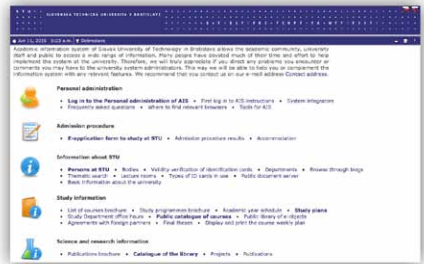 SLOVENSKÁ TECHNICKÁ UNIVERZITA V BRATISLAVE
Academic information system of Slovak University of Technology in Bratislava allows the academic community, university
staff and public to access a wide range of information. Many people have devoted much of their time and effort to help
implement the system at the university. Therefore, we will truly appreciate if you direct any problems you encounter or
comments you may have to the university system administrators. This way we will be able to help you or complement the
information system with any relevant features. We recommend that you contact us on our e-mail address Contact address.
Personal administration
• Log in to the Personal administration of AIS • First log in to AIS instructions • System integrators
• Frequently asked questions • Where to find relevant browsers • Tools for AIS
Admission procedure
• E-application form to study at STU • Admission procedure results • Accommodation
Information about STU
• Persons at STU • Bodies • Validity verification of identification cards • Departments • Browse through blogs
• Thematic search • Lecture rooms • Types of ID cards in use • Public document server
• Basic information about the university
Study information
• List of courses brochure • Study programmes brochure • Academic year schedule • Study plans
• Study Department office hours • Public catalogue of courses • Public library of e-objects
• Agreements with foreign partners • Final theses • Display and print the course weekly plan
Science and research information
• Publications brochure • Catalogue of the library • Projects • Publications